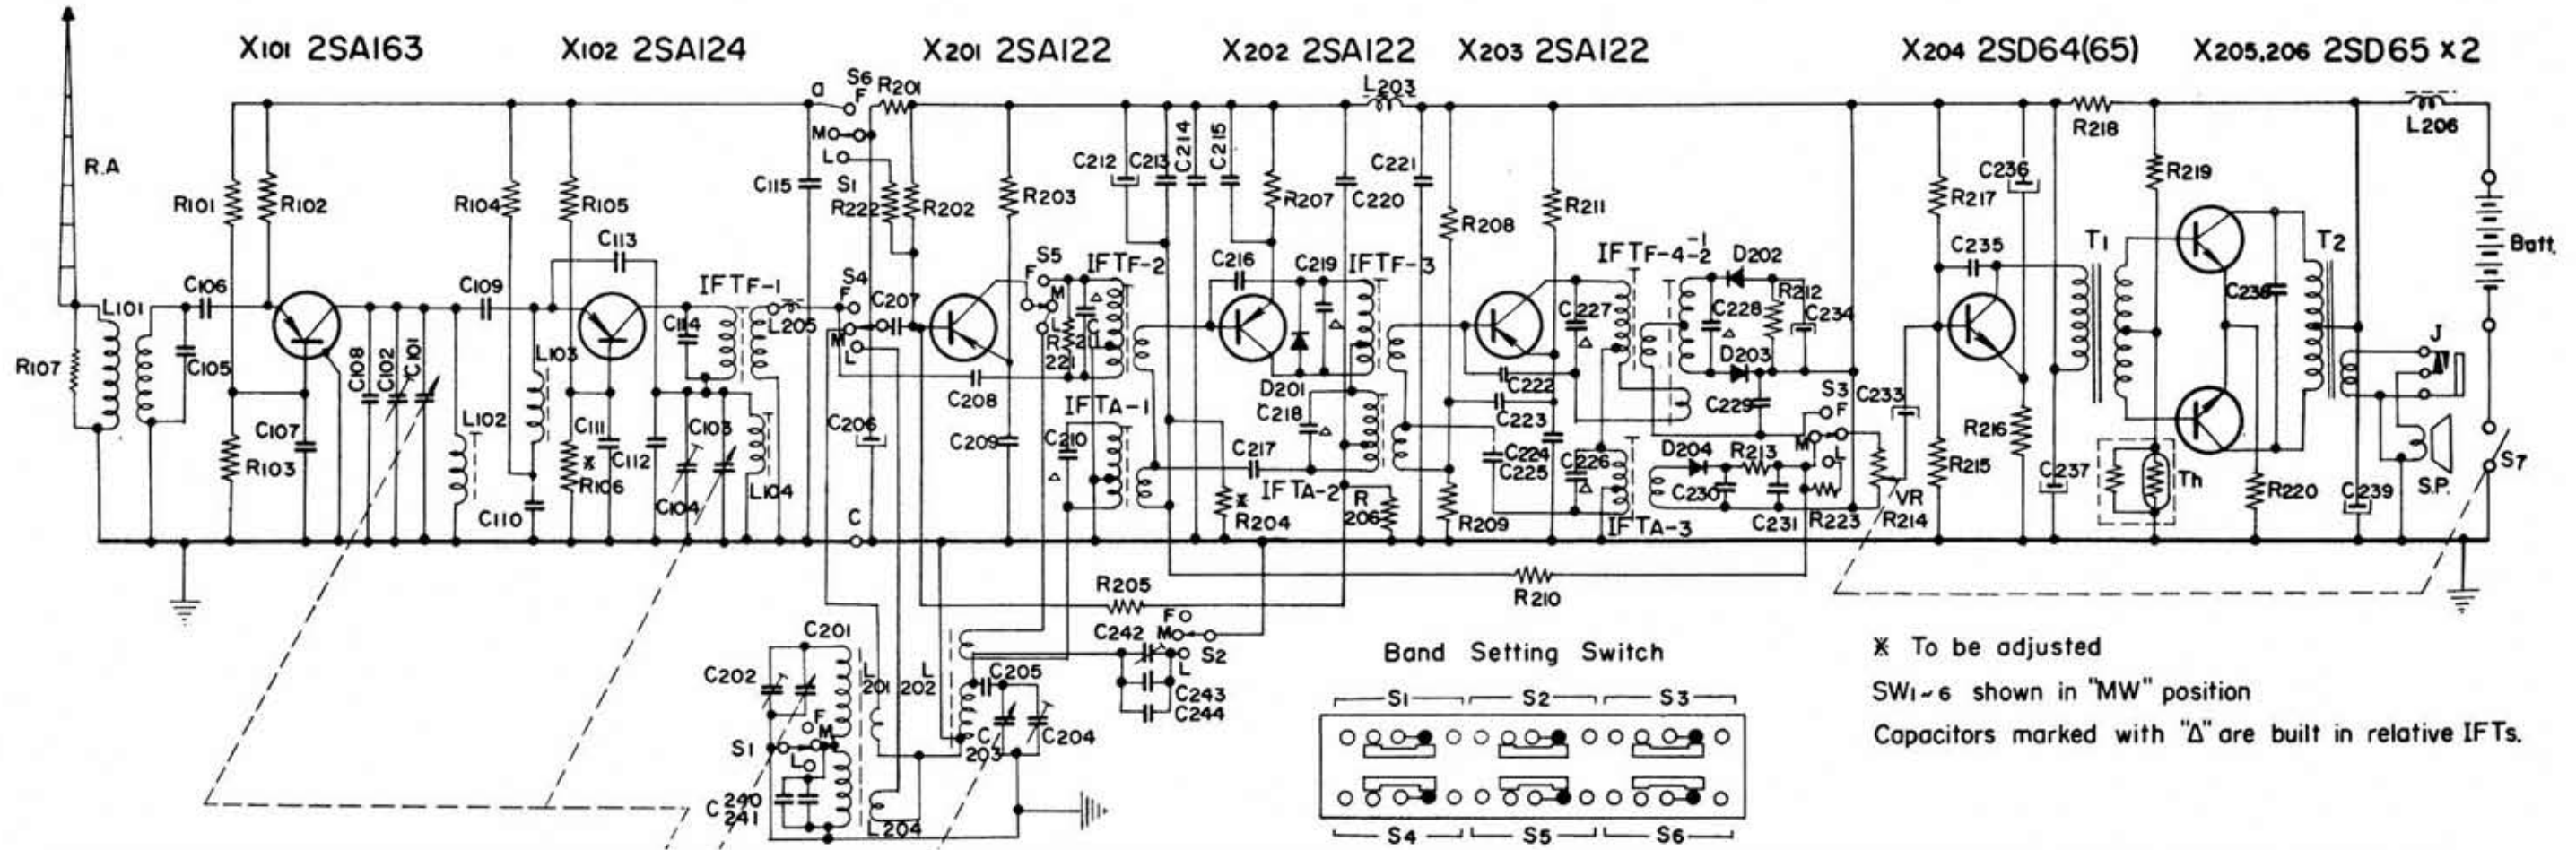 X101 2SA163
X102 2SA124
X201 2SA122
X202 2SA122
X203 2SA122
X204 2SD64(65)
X205,206 2SD65 x 2
R.A
R107
L101
C106
C105
R101
R102
R103
C107
C108
C102
C101
L102
C109
R104
L103
C110
R105
C113
C111
※
R106
C112
C114
IFTF-1
C103
C104
L104
L205
C115
a
S6
F
M
L
R201
S1
R222
R202
S4
F
M
L
C207
C206
C
R203
C208
C209
S5
F
M
L
R
221
C
211
Δ
IFTF-2
IFTA-1
C210
Δ
C212
C213
C214
C215
R207
C216
C219
Δ
D201
C218
Δ
C217
※
R204
C220
IFTF-3
IFTA-2
R
206
L203
C221
R208
R209
R211
C222
C223
C224
C225
C226
Δ
C227
Δ
IFTF-4-2
-1
IFTA-3
D202
C228
Δ
R212
C234
D203
C229
D204
R213
C230
C231
R223
S3
F
M
L
C233
VR
R214
R217
C235
R215
C236
R216
C237
T1
R218
R219
Th
R220
C238
T2
C239
L206
J
S.P.
Batt.
S7
R210
R205
C242
F
M
L
S2
C243
C244
C201
C202
S1
F
M
L
C240
241
L
201
L
202
L204
C205
C
203
C204
Band Setting Switch
S1 S2 S3
S4 S5 S6
※ To be adjusted
SW1~6 shown in "MW" position
Capacitors marked with "Δ" are built in relative IFTs.